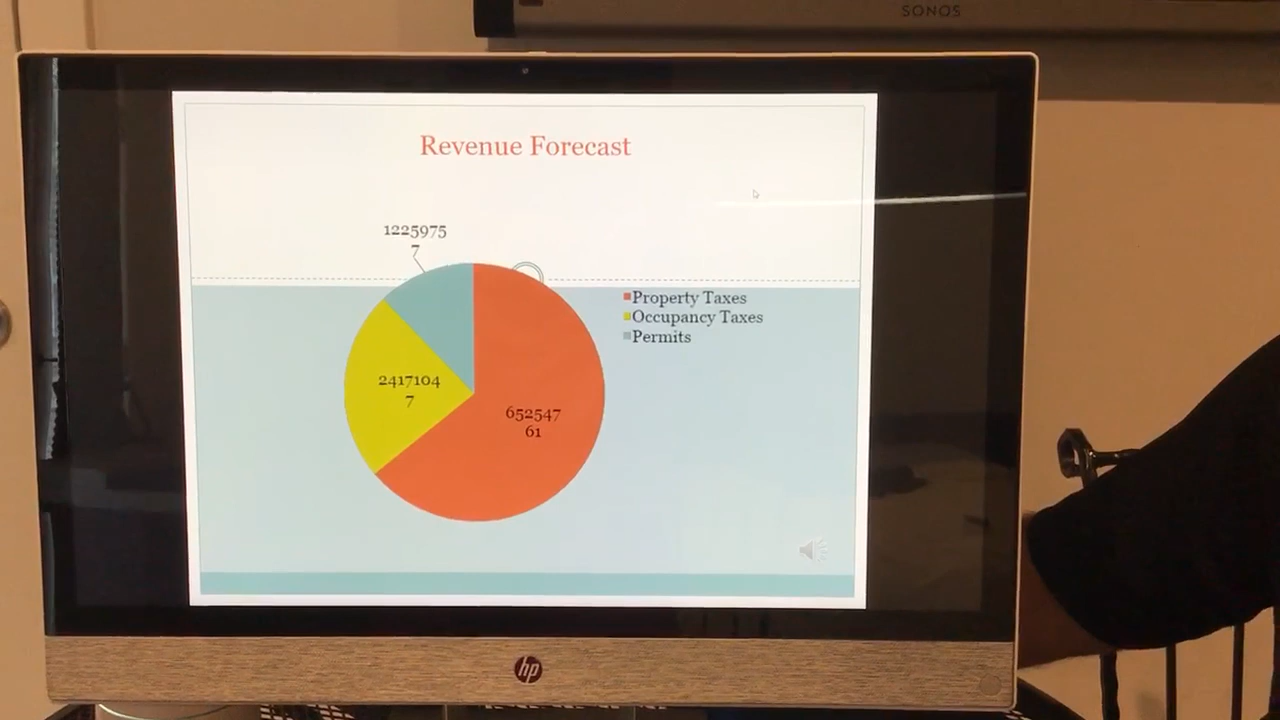 SONOS
Revenue Forecast
1225975
7
Property Taxes
Occupancy Taxes
Permits
2417104
7
652547
61
hp